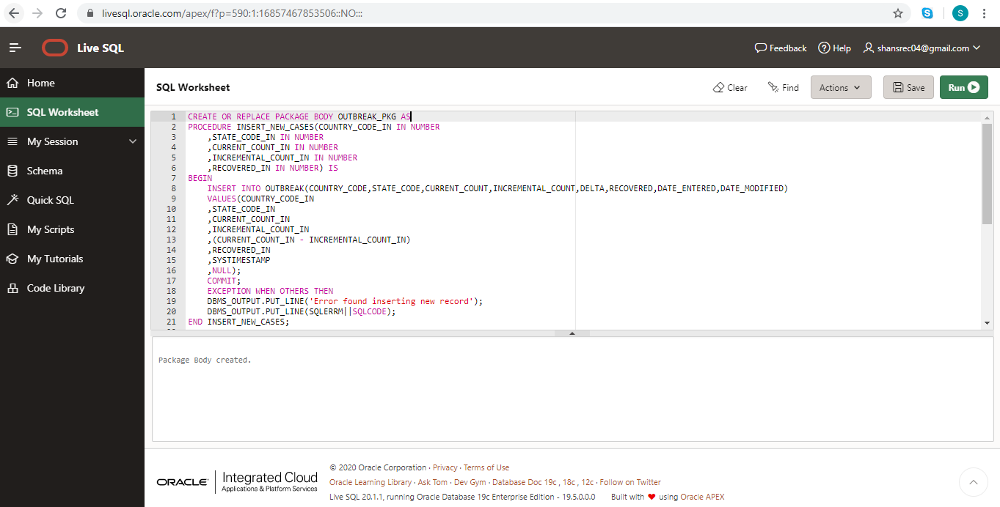 livesql.oracle.com/apex/f?p=590:1:16857467853506::NO:::
S
S
Live SQL
Feedback
Help
shansrec04@gmail.com
Home
SQL Worksheet
My Session
Schema
Quick SQL
My Scripts
My Tutorials
Code Library
SQL Worksheet
Clear
Find
Actions
Save
Run
1 CREATE OR REPLACE PACKAGE BODY OUTBREAK_PKG AS
2 PROCEDURE INSERT_NEW_CASES(COUNTRY_CODE_IN IN NUMBER
3 ,STATE_CODE_IN IN NUMBER
4 ,CURRENT_COUNT_IN IN NUMBER
5 ,INCREMENTAL_COUNT_IN IN NUMBER
6 ,RECOVERED_IN IN NUMBER) IS
7 BEGIN
8 INSERT INTO OUTBREAK(COUNTRY_CODE,STATE_CODE,CURRENT_COUNT,INCREMENTAL_COUNT,DELTA,RECOVERED,DATE_ENTERED,DATE_MODIFIED)
9 VALUES(COUNTRY_CODE_IN
10 ,STATE_CODE_IN
11 ,CURRENT_COUNT_IN
12 ,INCREMENTAL_COUNT_IN
13 ,(CURRENT_COUNT_IN - INCREMENTAL_COUNT_IN)
14 ,RECOVERED_IN
15 ,SYSTIMESTAMP
16 ,NULL);
17 COMMIT;
18 EXCEPTION WHEN OTHERS THEN
19 DBMS_OUTPUT.PUT_LINE('Error found inserting new record');
20 DBMS_OUTPUT.PUT_LINE(SQLERRM||SQLCODE);
21 END INSERT_NEW_CASES;
Package Body created.
ORACLE
Integrated Cloud
Applications & Platform Services
© 2020 Oracle Corporation · Privacy · Terms of Use
Oracle Learning Library · Ask Tom · Dev Gym · Database Doc 19c , 18c , 12c · Follow on Twitter
Live SQL 20.1.1, running Oracle Database 19c Enterprise Edition - 19.5.0.0.0 Built with ❤ using Oracle APEX